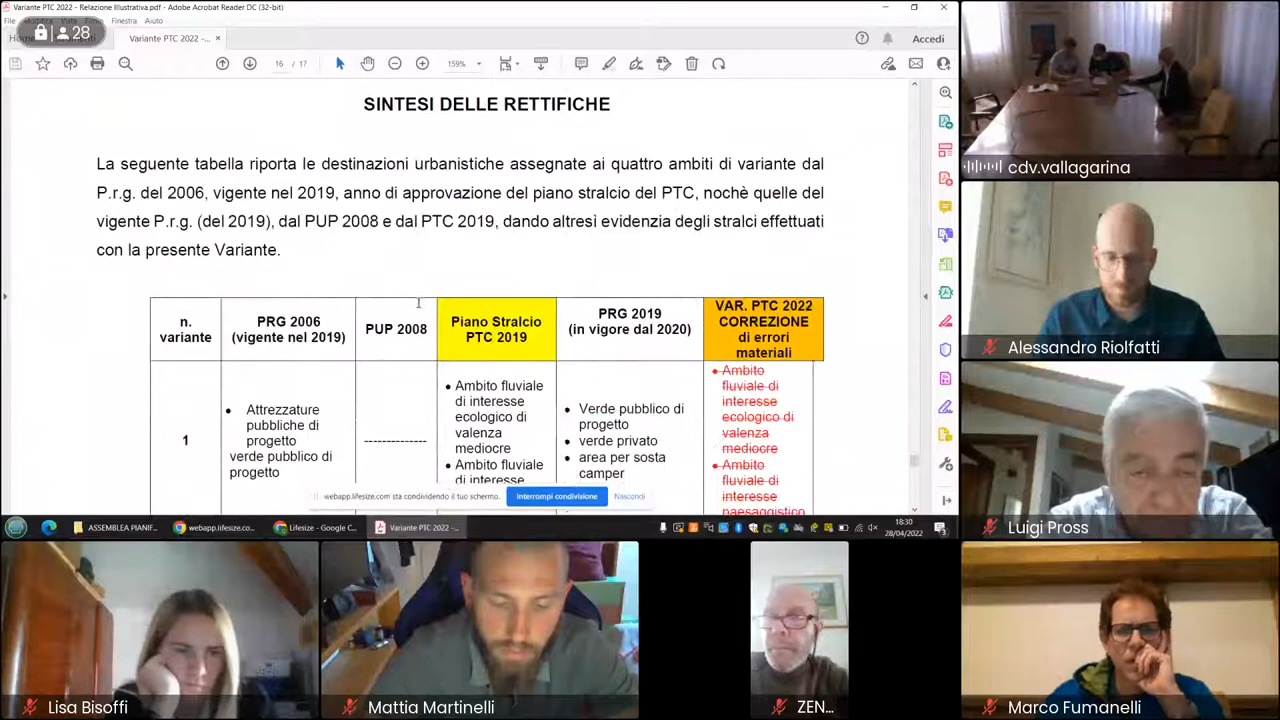 Variante PTC 2022 - Relazione Illustrativa.pdf - Adobe Acrobat Reader DC (32-bit)
File Modifica Vista Firma Finestra Aiuto
28
Variante PTC 2022 -... ×
Accedi
16 / 17
159%
SINTESI DELLE RETTIFICHE
La seguente tabella riporta le destinazioni urbanistiche assegnate ai quattro ambiti di variante dal
P.r.g. del 2006, vigente nel 2019, anno di approvazione del piano stralcio del PTC, nochè quelle del
vigente P.r.g. (del 2019), dal PUP 2008 e dal PTC 2019, dando altresì evidenzia degli stralci effettuati
con la presente Variante.
n.
variante
PRG 2006
(vigente nel 2019)
PUP 2008
Piano Stralcio
PTC 2019
PRG 2019
(in vigore dal 2020)
VAR. PTC 2022
CORREZIONE
di errori
materiali
1
• Attrezzature
pubbliche di
progetto
verde pubblico di
progetto
--------------
• Ambito fluviale
di interesse
ecologico di
valenza
mediocre
• Ambito fluviale
di interesse
• Verde pubblico di
progetto
• verde privato
• area per sosta
camper
• Ambito
fluviale di
interesse
ecologico di
valenza
mediocre
• Ambito
fluviale di
interesse
paesaggistico
webapp.lifesize.com sta condividendo il tuo schermo.
Interrompi condivisione
Nascondi
ASSEMBLEA PIANIF...
webapp.lifesize.co...
Lifesize - Google C...
Variante PTC 2022 -...
18:30
28/04/2022
cdv.vallagarina
Alessandro Riolfatti
Luigi Pross
Lisa Bisoffi
Mattia Martinelli
ZEN...
Marco Fumanelli